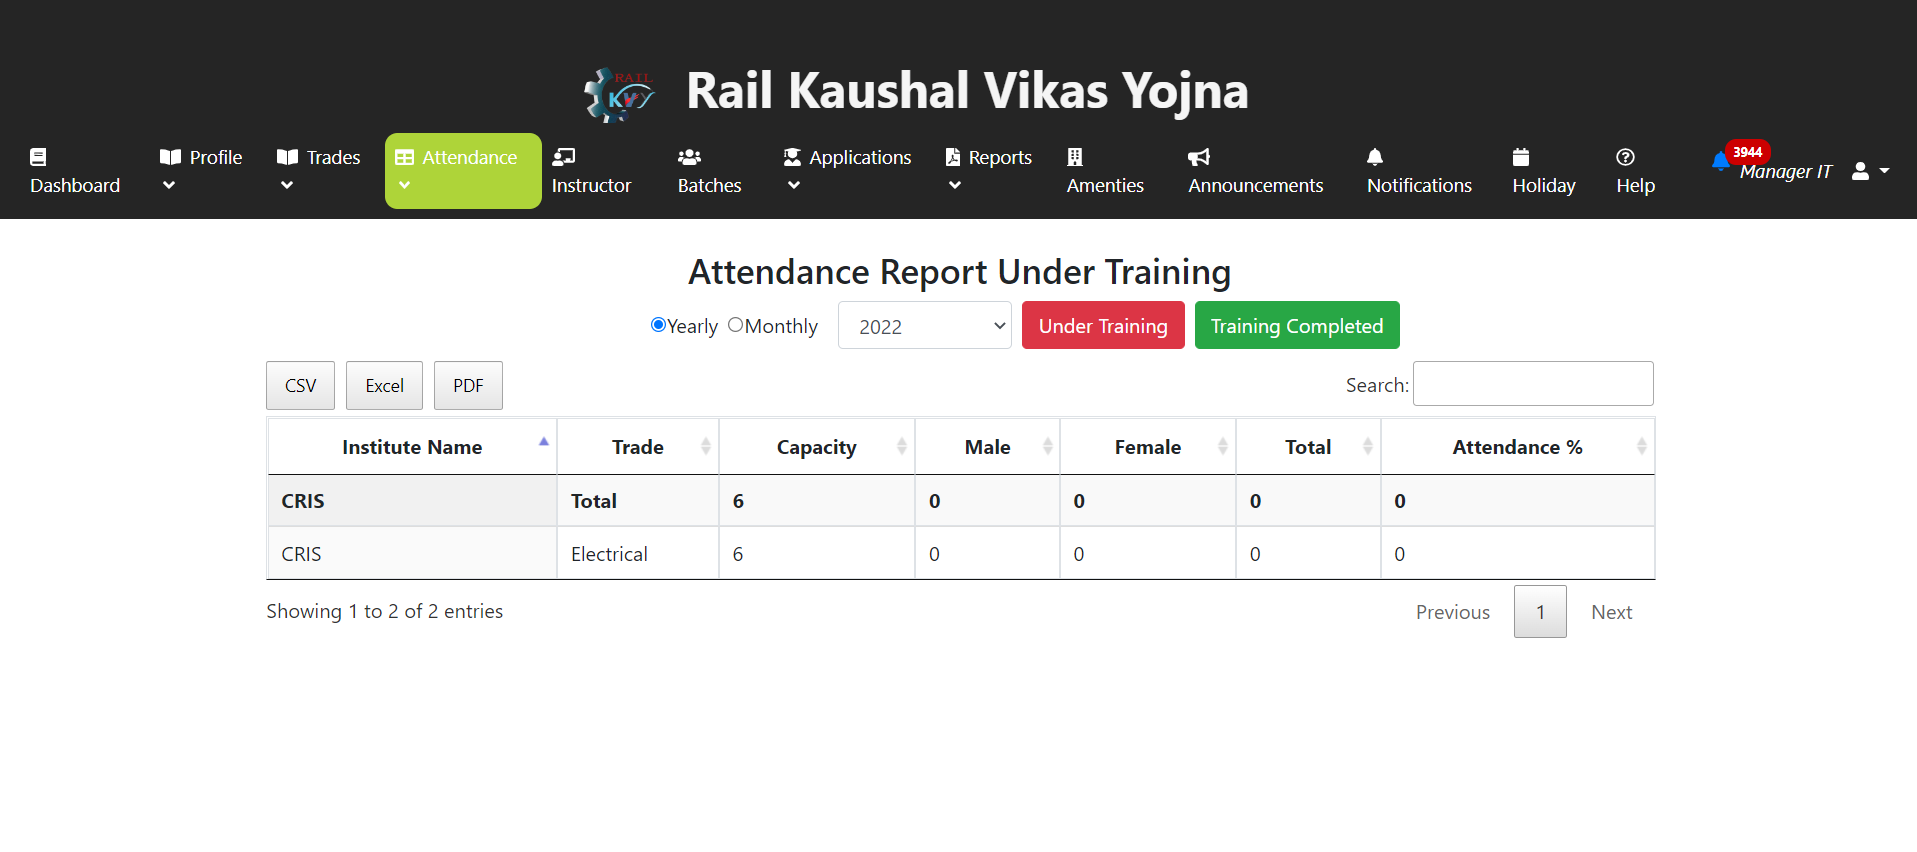 RAIL
KVY
Rail Kaushal Vikas Yojna
Dashboard
Profile
Trades
Attendance
Instructor
Batches
Applications
Reports
Amenties
Announcements
Notifications
Holiday
Help
3944
Manager IT
Attendance Report Under Training
Yearly Monthly 2022 Under Training Training Completed
CSV Excel PDF Search:
Institute Name Trade Capacity Male Female Total Attendance %
CRIS Total 6 0 0 0 0
CRIS Electrical 6 0 0 0 0
Showing 1 to 2 of 2 entries Previous 1 Next